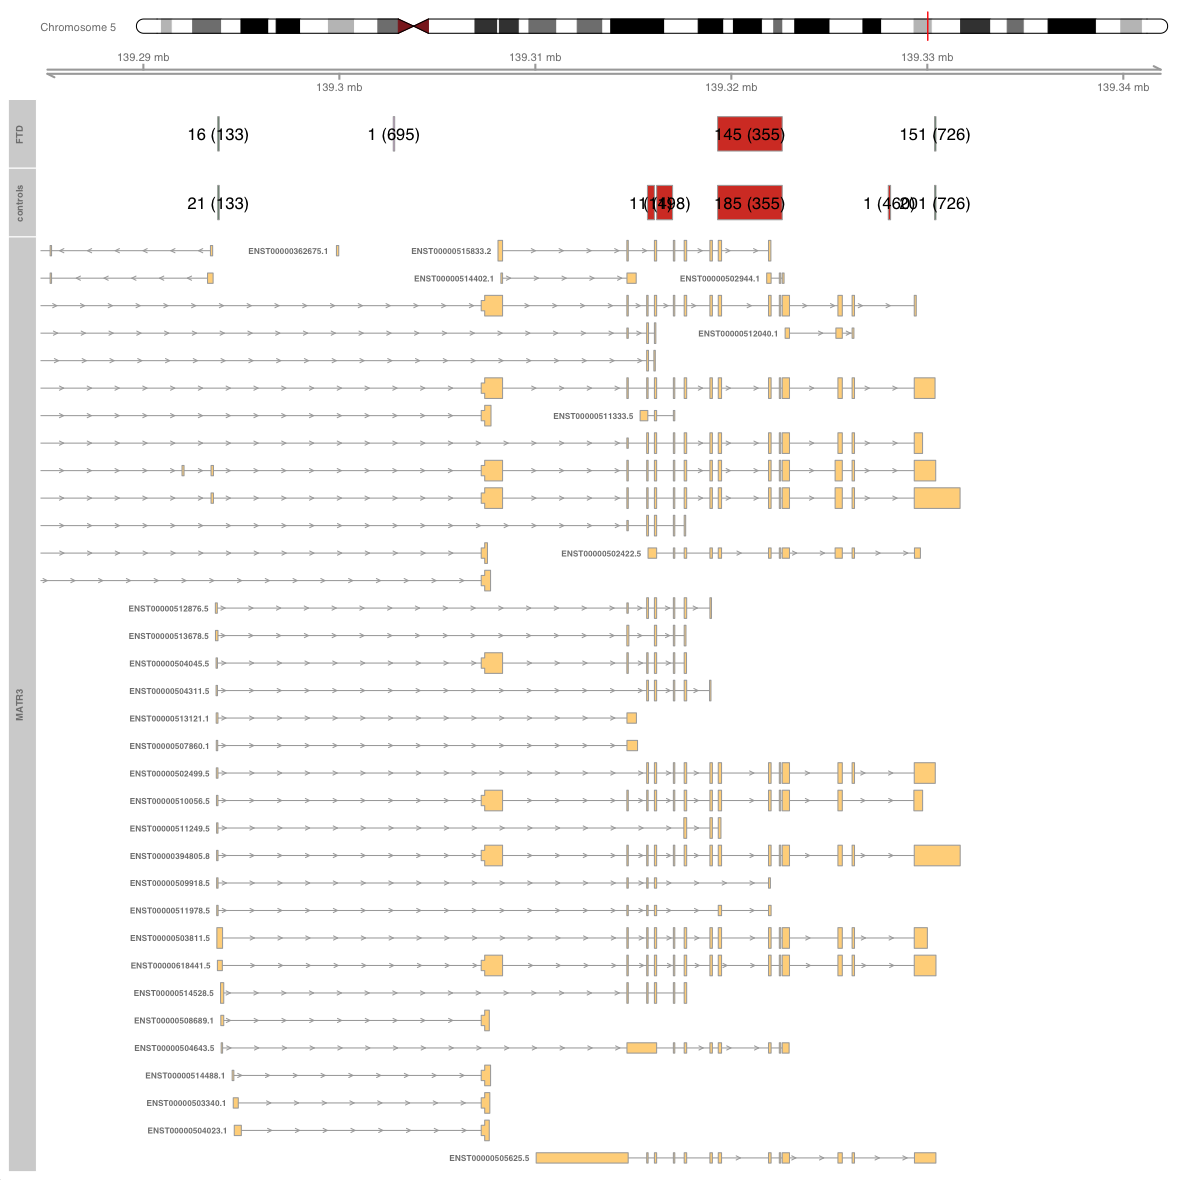 Chromosome 5
139.29 mb 139.31 mb 139.33 mb
139.3 mb 139.32 mb 139.34 mb
FTD
16 (133) 1 (695) 145 (355) 151 (726)
controls
21 (133) 185 (355) 1 (460) 201 (726)
MATR3
ENST00000362675.1 ENST00000515833.2
ENST00000514402.1 ENST00000502944.1
ENST00000512040.1
ENST00000511333.5
ENST00000502422.5
ENST00000512876.5
ENST00000513678.5
ENST00000504045.5
ENST00000504311.5
ENST00000513121.1
ENST00000507860.1
ENST00000502499.5
ENST00000510056.5
ENST00000511249.5
ENST00000394805.8
ENST00000509918.5
ENST00000511978.5
ENST00000503811.5
ENST00000618441.5
ENST00000514528.5
ENST00000508689.1
ENST00000504643.5
ENST00000514488.1
ENST00000503340.1
ENST00000504023.1
ENST00000505625.5